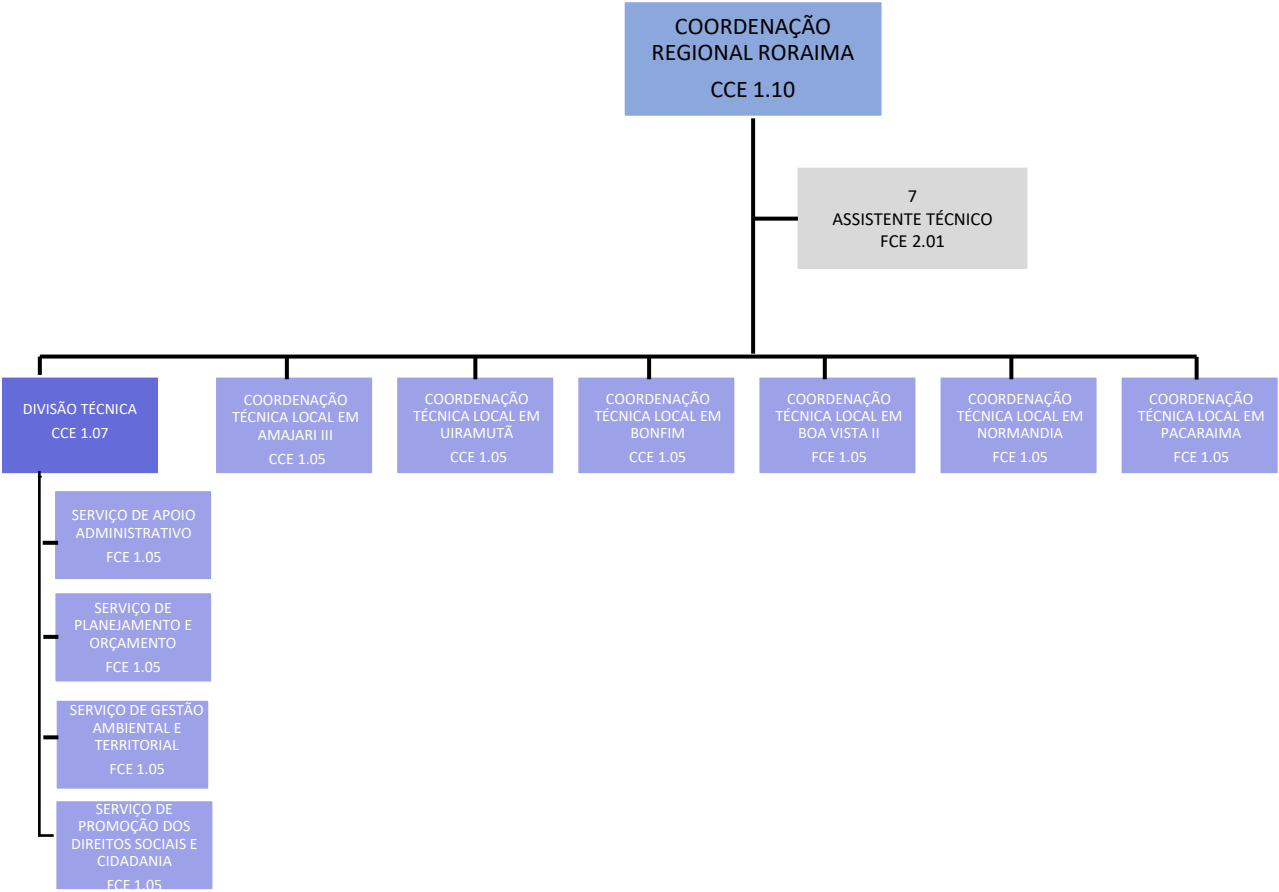 COORDENAÇÃO
REGIONAL RORAIMA
CCE 1.10
7
ASSISTENTE TÉCNICO
FCE 2.01
DIVISÃO TÉCNICA
CCE 1.07
COORDENAÇÃO
TÉCNICA LOCAL EM
AMAJARI III
CCE 1.05
COORDENAÇÃO
TÉCNICA LOCAL EM
UIRAMUTÃ
CCE 1.05
COORDENAÇÃO
TÉCNICA LOCAL EM
BONFIM
CCE 1.05
COORDENAÇÃO
TÉCNICA LOCAL EM
BOA VISTA II
FCE 1.05
COORDENAÇÃO
TÉCNICA LOCAL EM
NORMANDIA
FCE 1.05
COORDENAÇÃO
TÉCNICA LOCAL EM
PACARAIMA
FCE 1.05
SERVIÇO DE APOIO
ADMINISTRATIVO
FCE 1.05
SERVIÇO DE
PLANEJAMENTO E
ORÇAMENTO
FCE 1.05
SERVIÇO DE GESTÃO
AMBIENTAL E
TERRITORIAL
FCE 1.05
SERVIÇO DE
PROMOÇÃO DOS
DIREITOS SOCIAIS E
CIDADANIA
FCE 1.05